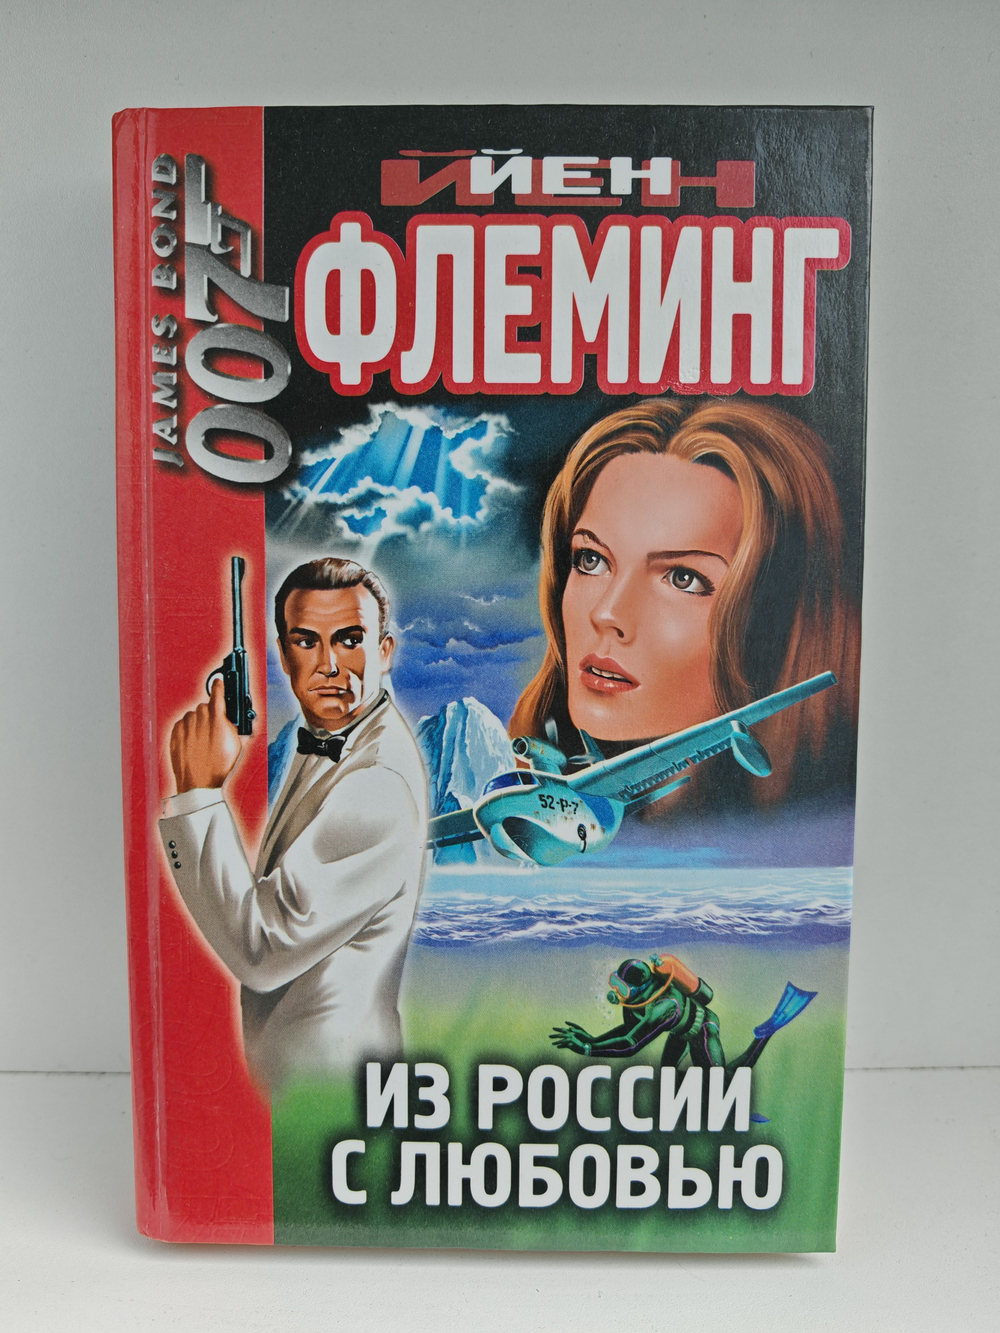 JAMES BOND
007
ЙЕН
ФЛЕМИНГ
52-P-7
ИЗ РОССИИ
С ЛЮБОВЬЮ